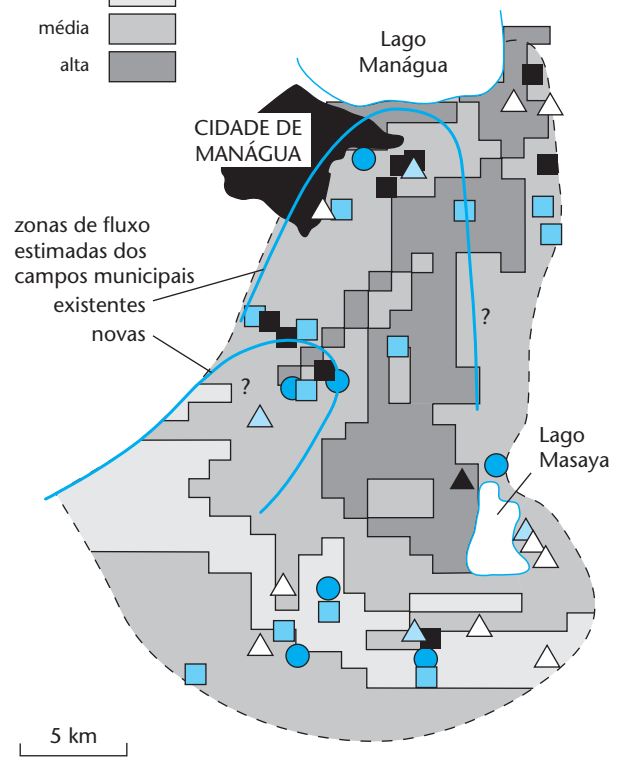 média
alta
Lago
Manágua
CIDADE DE
MANÁGUA
zonas de fluxo
estimadas dos
campos municipais
existentes
novas
?
?
Lago
Masaya
5 km